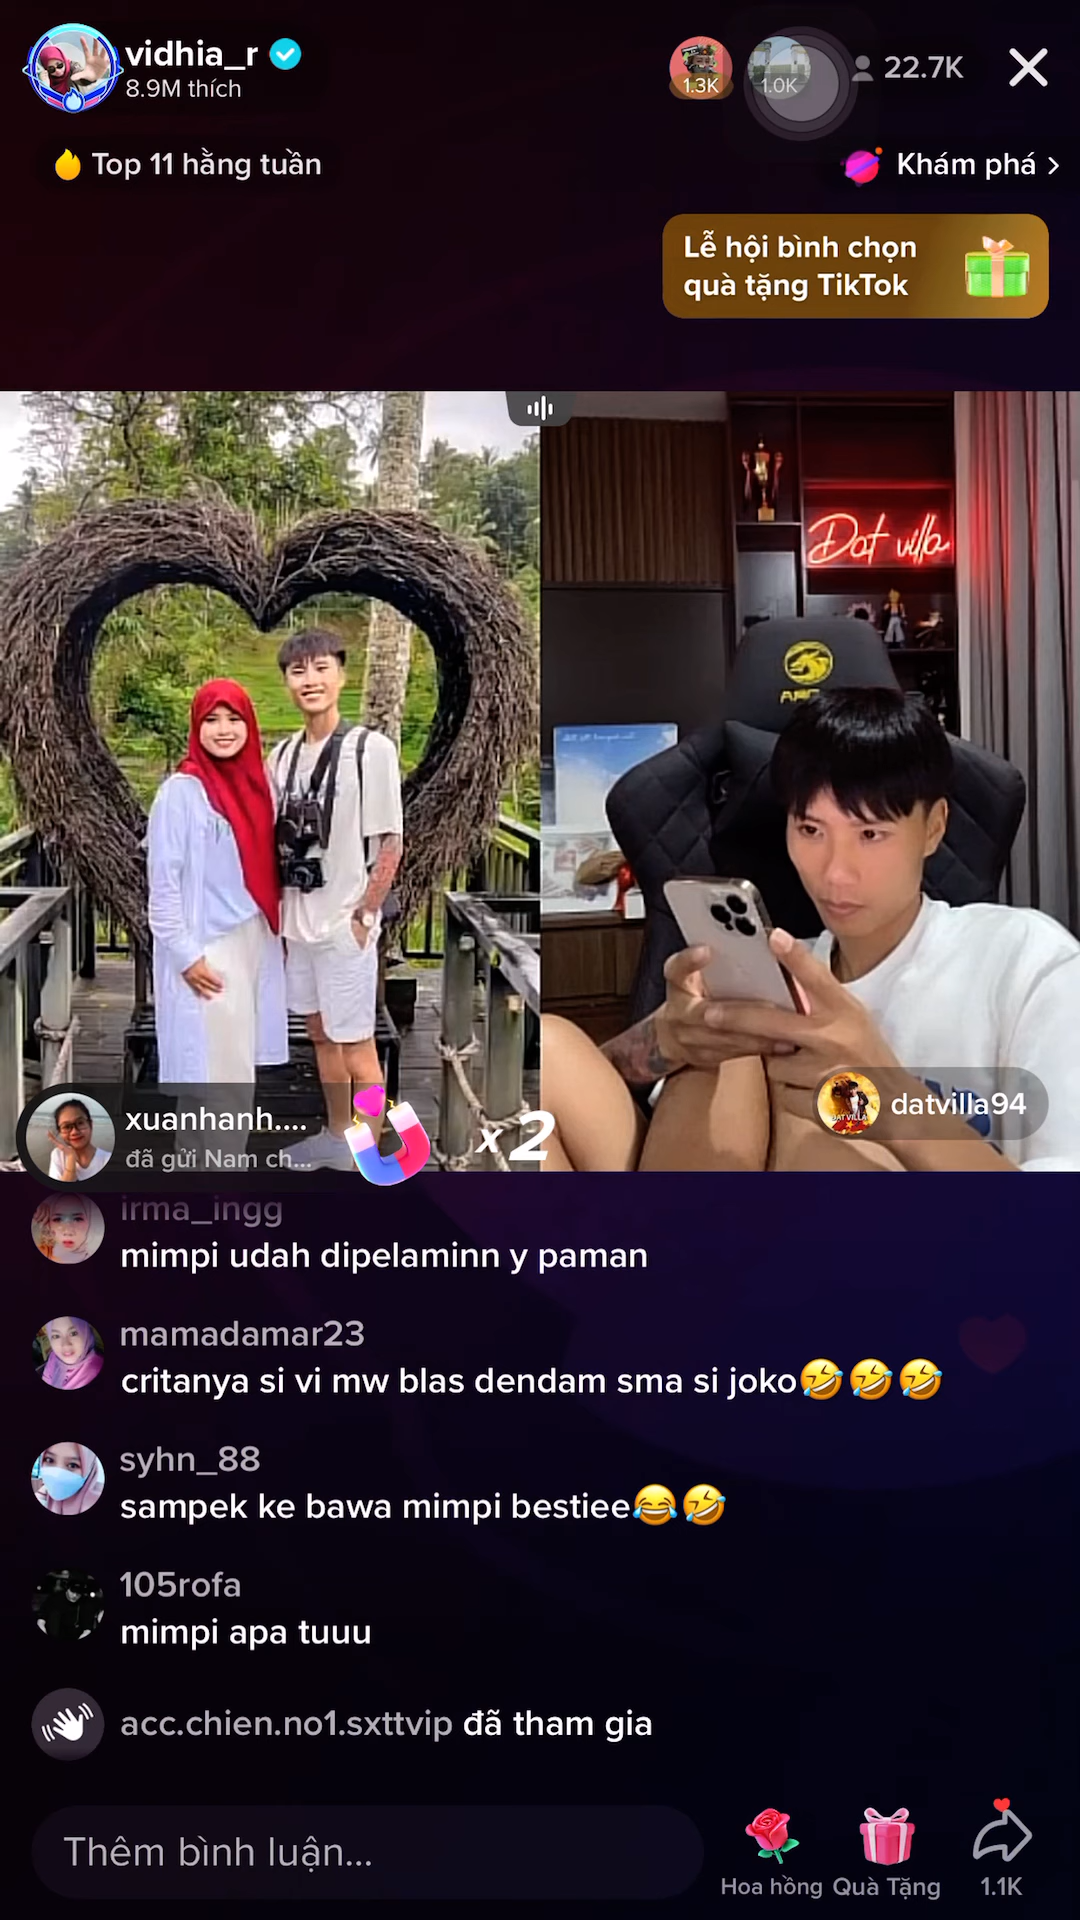 vidhia_r
8.9M thích
1.3K
1.0K
22.7K
Top 11 hằng tuần
Khám phá >
Lễ hội bình chọn
quà tặng TikTok
Dat villa
datvilla94
xuanhanh....
đã gửi Nam ch...
x2
irma_ingg
mimpi udah dipelaminn y paman
mamadamar23
critanya si vi mw blas dendam sma si joko🤣🤣🤣
syhn_88
sampek ke bawa mimpi bestiee😂🤣
105rofa
mimpi apa tuuu
acc.chien.no1.sxttvip đã tham gia
Thêm bình luận...
Hoa hồng
Quà Tặng
1.1K